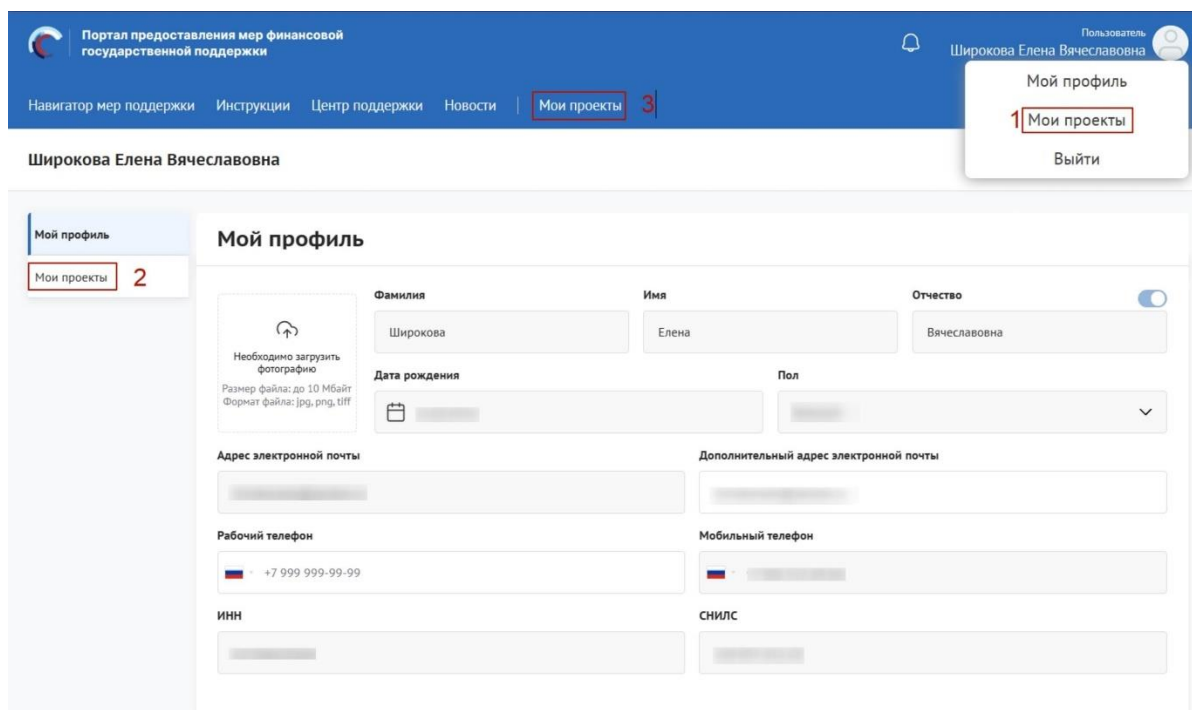 Портал предоставления мер финансовой
государственной поддержки
Пользователь
Широкова Елена Вячеславовна
Мой профиль
1 Мои проекты
Выйти
Навигатор мер поддержки Инструкции Центр поддержки Новости Мои проекты 3
Широкова Елена Вячеславовна
Мой профиль
Мои проекты 2
Мой профиль
Необходимо загрузить
фотографию
Размер файла: до 10 Мбайт
Формат файла: jpg, png, tiff
Фамилия Имя Отчество
Широкова Елена Вячеславовна
Дата рождения Пол
Адрес электронной почты Дополнительный адрес электронной почты
Рабочий телефон Мобильный телефон
+7 999 999-99-99
ИНН СНИЛС